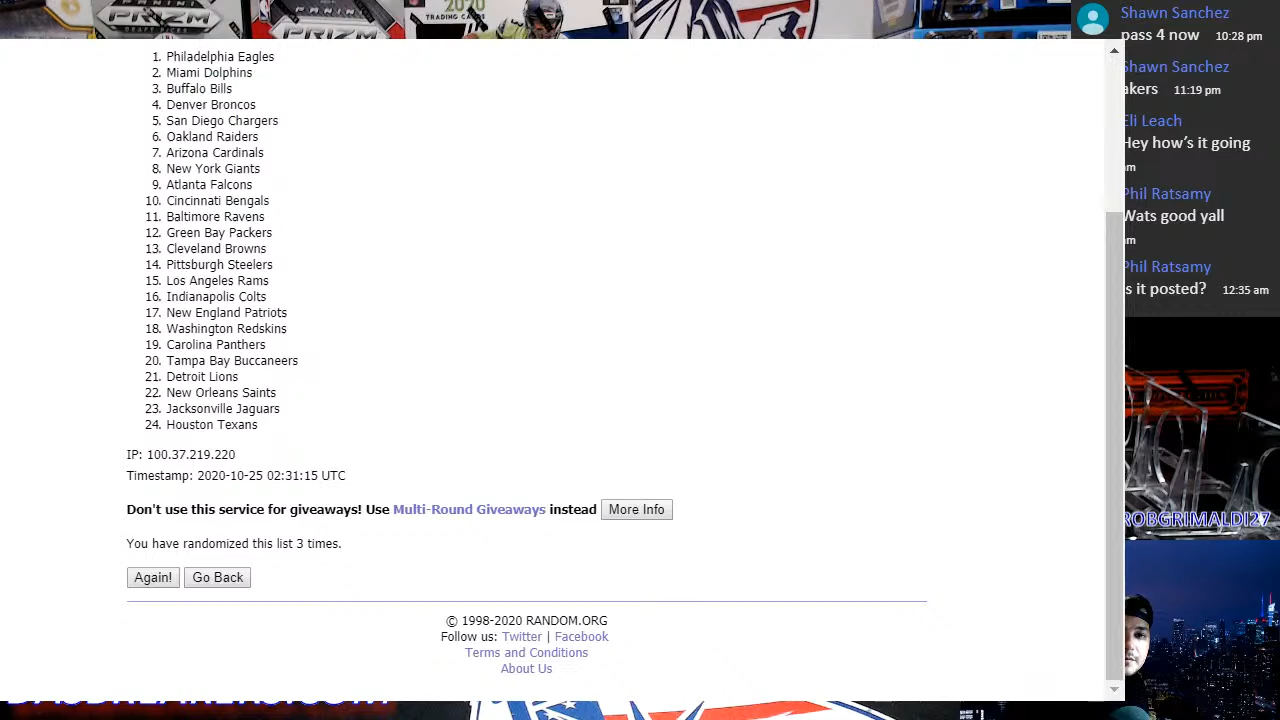 PANINI
PRIZM
DRAFT PICKS
PANINI
PRIZM
2020
TRADING CARDS
1. Philadelphia Eagles
2. Miami Dolphins
3. Buffalo Bills
4. Denver Broncos
5. San Diego Chargers
6. Oakland Raiders
7. Arizona Cardinals
8. New York Giants
9. Atlanta Falcons
10. Cincinnati Bengals
11. Baltimore Ravens
12. Green Bay Packers
13. Cleveland Browns
14. Pittsburgh Steelers
15. Los Angeles Rams
16. Indianapolis Colts
17. New England Patriots
18. Washington Redskins
19. Carolina Panthers
20. Tampa Bay Buccaneers
21. Detroit Lions
22. New Orleans Saints
23. Jacksonville Jaguars
24. Houston Texans
IP: 100.37.219.220
Timestamp: 2020-10-25 02:31:15 UTC
Don't use this service for giveaways! Use Multi-Round Giveaways instead More Info
You have randomized this list 3 times.
Again! Go Back
© 1998-2020 RANDOM.ORG
Follow us: Twitter | Facebook
Terms and Conditions
About Us
Shawn Sanchez
pass 4 now 10:28 pm
Shawn Sanchez
akers 11:19 pm
Eli Leach
Hey how's it going
am
Phil Ratsamy
Wats good yall
am
Phil Ratsamy
is it posted? 12:35 am
ROBGRIMALDI27